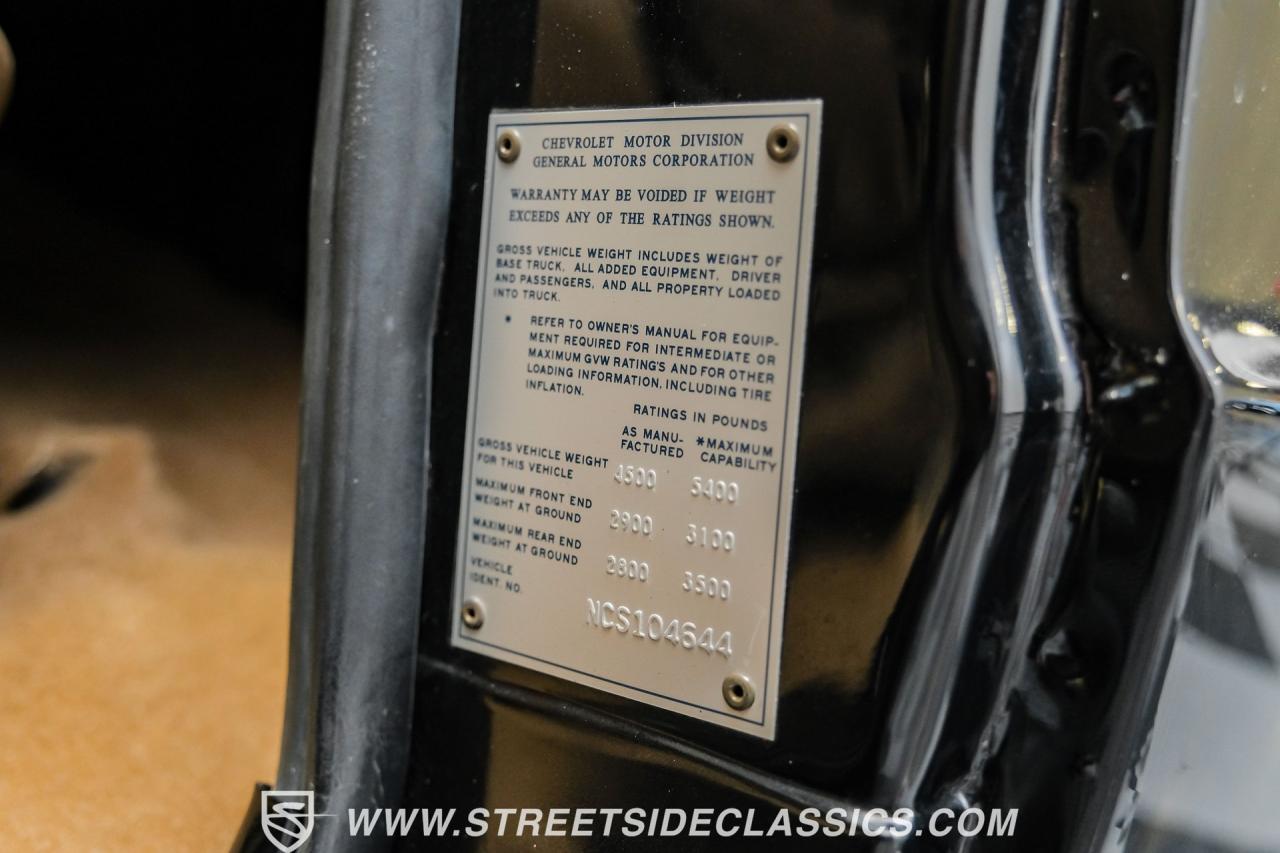 CHEVROLET MOTOR DIVISION
GENERAL MOTORS CORPORATION
WARRANTY MAY BE VOIDED IF WEIGHT
EXCEEDS ANY OF THE RATINGS SHOWN.
GROSS VEHICLE WEIGHT INCLUDES WEIGHT OF
BASE TRUCK, ALL ADDED EQUIPMENT, DRIVER
AND PASSENGERS, AND ALL PROPERTY LOADED
INTO TRUCK.
* REFER TO OWNER'S MANUAL FOR EQUIP-
MENT REQUIRED FOR INTERMEDIATE OR
MAXIMUM GVW RATING'S AND FOR OTHER
LOADING INFORMATION, INCLUDING TIRE
INFLATION.
RATINGS IN POUNDS
AS MANU-
FACTURED
*MAXIMUM
CAPABILITY
GROSS VEHICLE WEIGHT
FOR THIS VEHICLE
4300 5400
MAXIMUM FRONT END
WEIGHT AT GROUND
2900 3100
MAXIMUM REAR END
WEIGHT AT GROUND
2800 3500
VEHICLE
IDENT. NO.
NCS104644
WWW.STREETSIDECLASSICS.COM